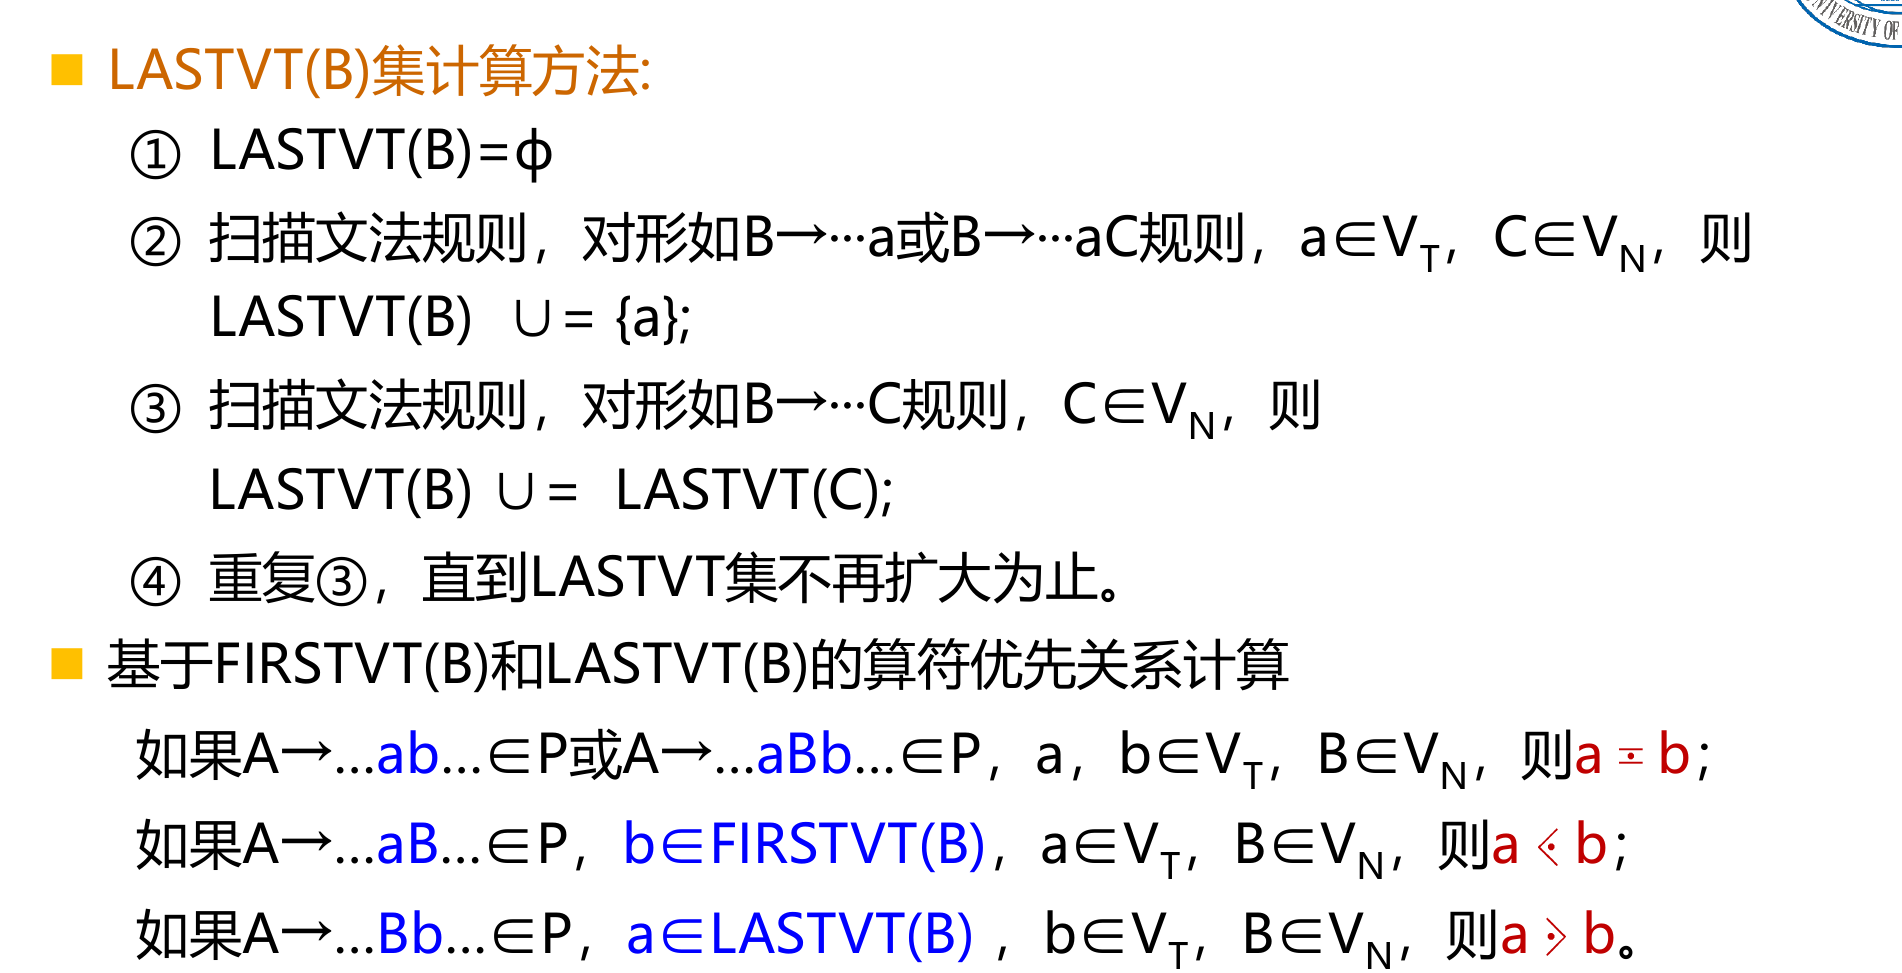 UNIVERSITY OF
LASTVT(B)集计算方法:
① LASTVT(B)=ф
② 扫描文法规则，对形如B→…a或B→…aC规则，a∈V_T，C∈V_N，则
LASTVT(B) ∪= {a};
③ 扫描文法规则，对形如B→…C规则，C∈V_N，则
LASTVT(B) ∪= LASTVT(C);
④ 重复③，直到LASTVT集不再扩大为止。
基于FIRSTVT(B)和LASTVT(B)的算符优先关系计算
如果A→…ab…∈P或A→…aBb…∈P，a，b∈V_T，B∈V_N，则a ≖ b；
如果A→…aB…∈P，b∈FIRSTVT(B)，a∈V_T，B∈V_N，则a ⋖ b；
如果A→…Bb…∈P，a∈LASTVT(B) ，b∈V_T，B∈V_N，则a ⋗ b。